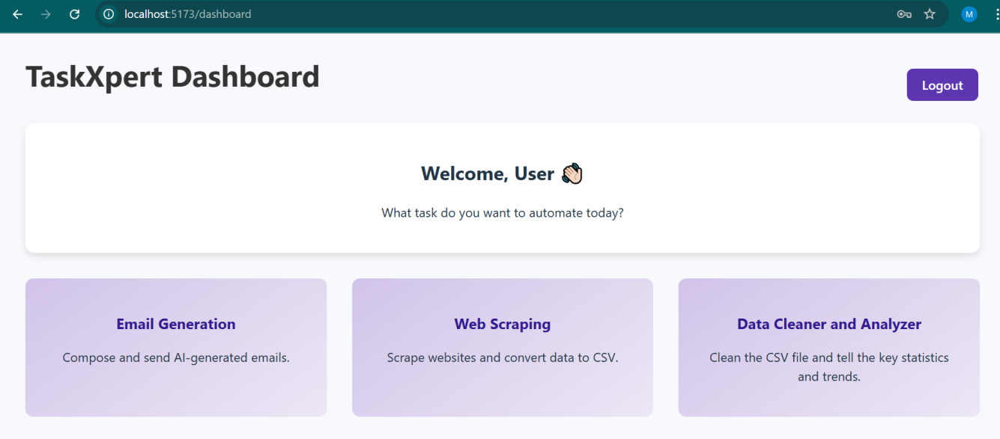 localhost:5173/dashboard
M
TaskXpert Dashboard
Logout
Welcome, User 👋🏻
What task do you want to automate today?
Email Generation
Compose and send AI-generated emails.
Web Scraping
Scrape websites and convert data to CSV.
Data Cleaner and Analyzer
Clean the CSV file and tell the key statistics
and trends.